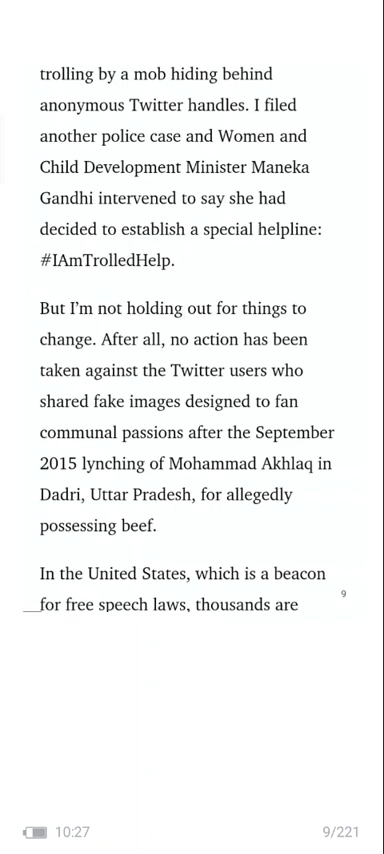 trolling by a mob hiding behind
anonymous Twitter handles. I filed
another police case and Women and
Child Development Minister Maneka
Gandhi intervened to say she had
decided to establish a special helpline:
#IAmTrolledHelp.
But I’m not holding out for things to
change. After all, no action has been
taken against the Twitter users who
shared fake images designed to fan
communal passions after the September
2015 lynching of Mohammad Akhlaq in
Dadri, Uttar Pradesh, for allegedly
possessing beef.
In the United States, which is a beacon
9
for free speech laws, thousands are
10:27 9/221